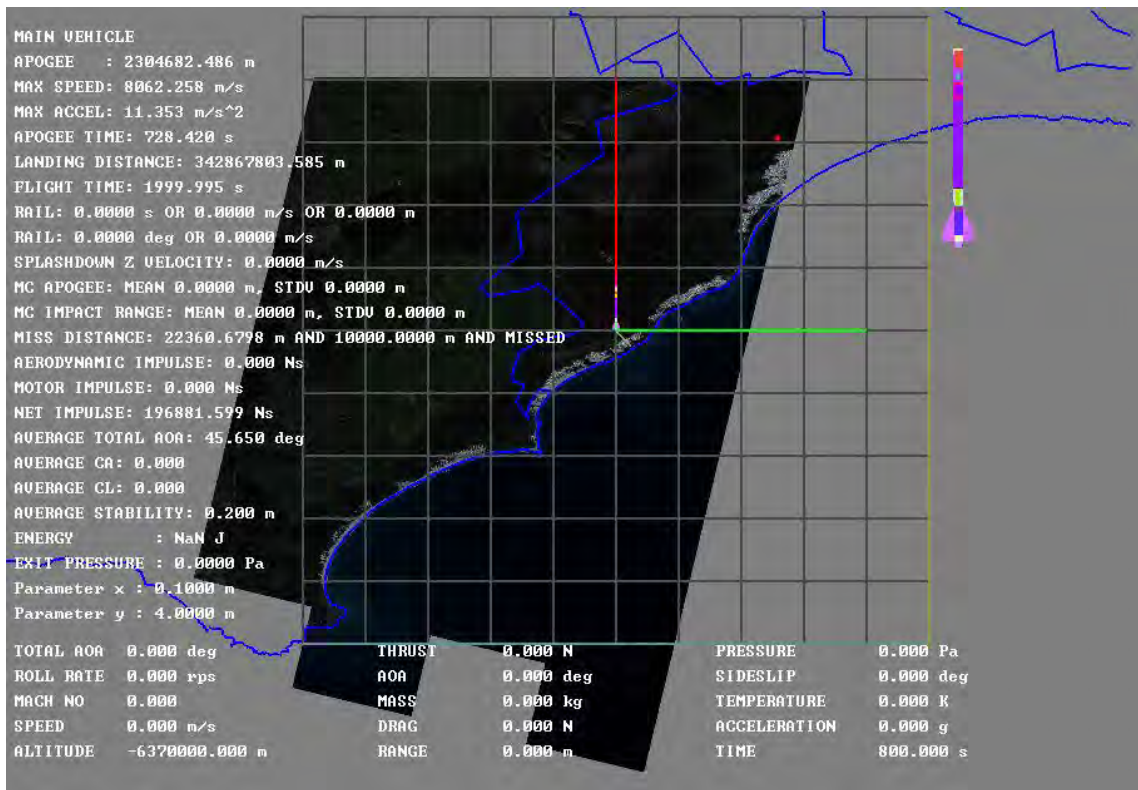 MAIN VEHICLE
APOGEE : 2304682.486 m
MAX SPEED: 8062.258 m/s
MAX ACCEL: 11.353 m/s^2
APOGEE TIME: 728.420 s
LANDING DISTANCE: 342867803.585 m
FLIGHT TIME: 1999.995 s
RAIL: 0.0000 s OR 0.0000 m/s OR 0.0000 m
RAIL: 0.0000 deg OR 0.0000 m/s
SPLASHDOWN Z VELOCITY: 0.0000 m/s
MC APOGEE: MEAN 0.0000 m, STDV 0.0000 m
MC IMPACT RANGE: MEAN 0.0000 m, STDV 0.0000 m
MISS DISTANCE: 22360.6798 m AND 10000.0000 m AND MISSED
AERODYNAMIC IMPULSE: 0.000 Ns
MOTOR IMPULSE: 0.000 Ns
NET IMPULSE: 196881.599 Ns
AVERAGE TOTAL AOA: 45.650 deg
AVERAGE CA: 0.000
AVERAGE CL: 0.000
AVERAGE STABILITY: 0.200 m
ENERGY : NaN J
EXIT PRESSURE : 0.0000 Pa
Parameter x : 0.1000 m
Parameter y : 4.0000 m
TOTAL AOA 0.000 deg THRUST 0.000 N PRESSURE 0.000 Pa
ROLL RATE 0.000 rps AOA 0.000 deg SIDESLIP 0.000 deg
MACH NO 0.000 MASS 0.000 kg TEMPERATURE 0.000 K
SPEED 0.000 m/s DRAG 0.000 N ACCELERATION 0.000 g
ALTITUDE -6370000.000 m RANGE 0.000 m TIME 800.000 s